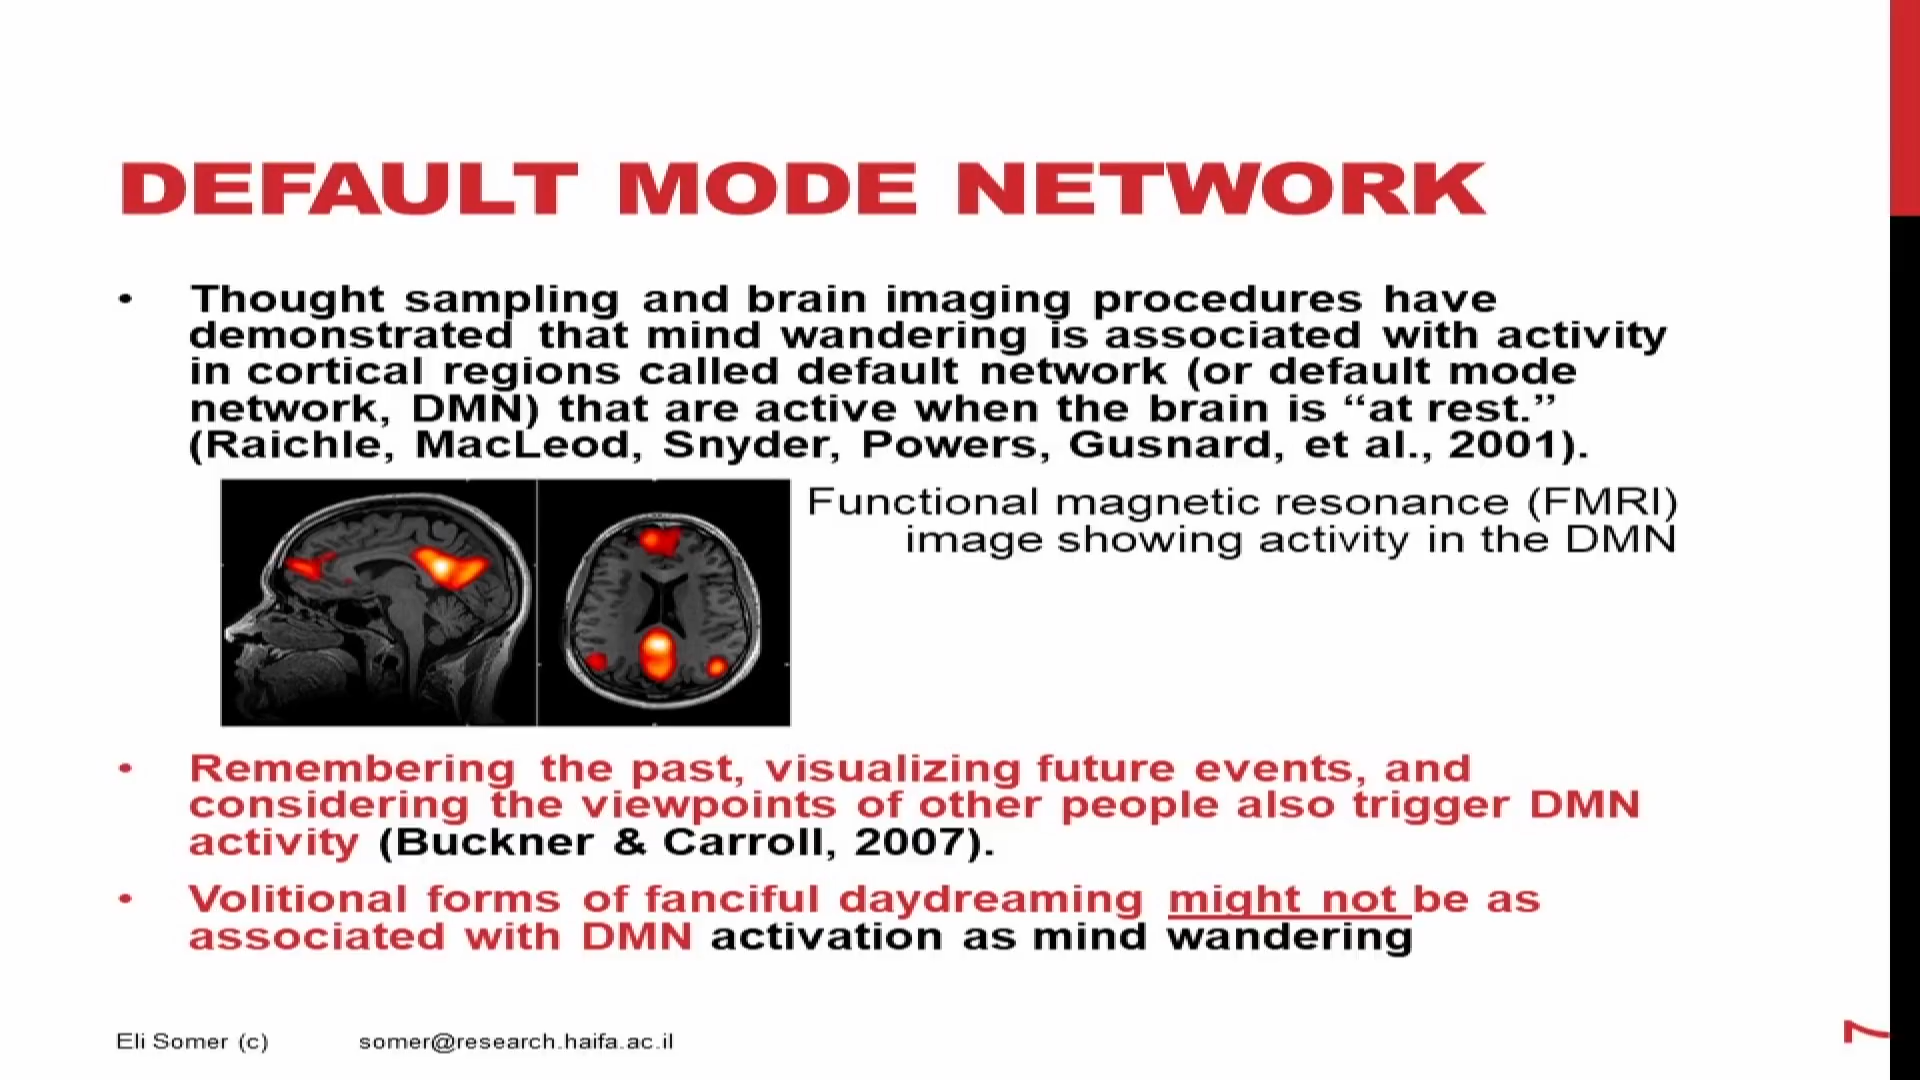 DEFAULT MODE NETWORK
• Thought sampling and brain imaging procedures have
demonstrated that mind wandering is associated with activity
in cortical regions called default network (or default mode
network, DMN) that are active when the brain is “at rest.”
(Raichle, MacLeod, Snyder, Powers, Gusnard, et al., 2001).
Functional magnetic resonance (FMRI)
image showing activity in the DMN
• Remembering the past, visualizing future events, and
considering the viewpoints of other people also trigger DMN
activity (Buckner & Carroll, 2007).
• Volitional forms of fanciful daydreaming might not be as
associated with DMN activation as mind wandering
Eli Somer (c) somer@research.haifa.ac.il
7